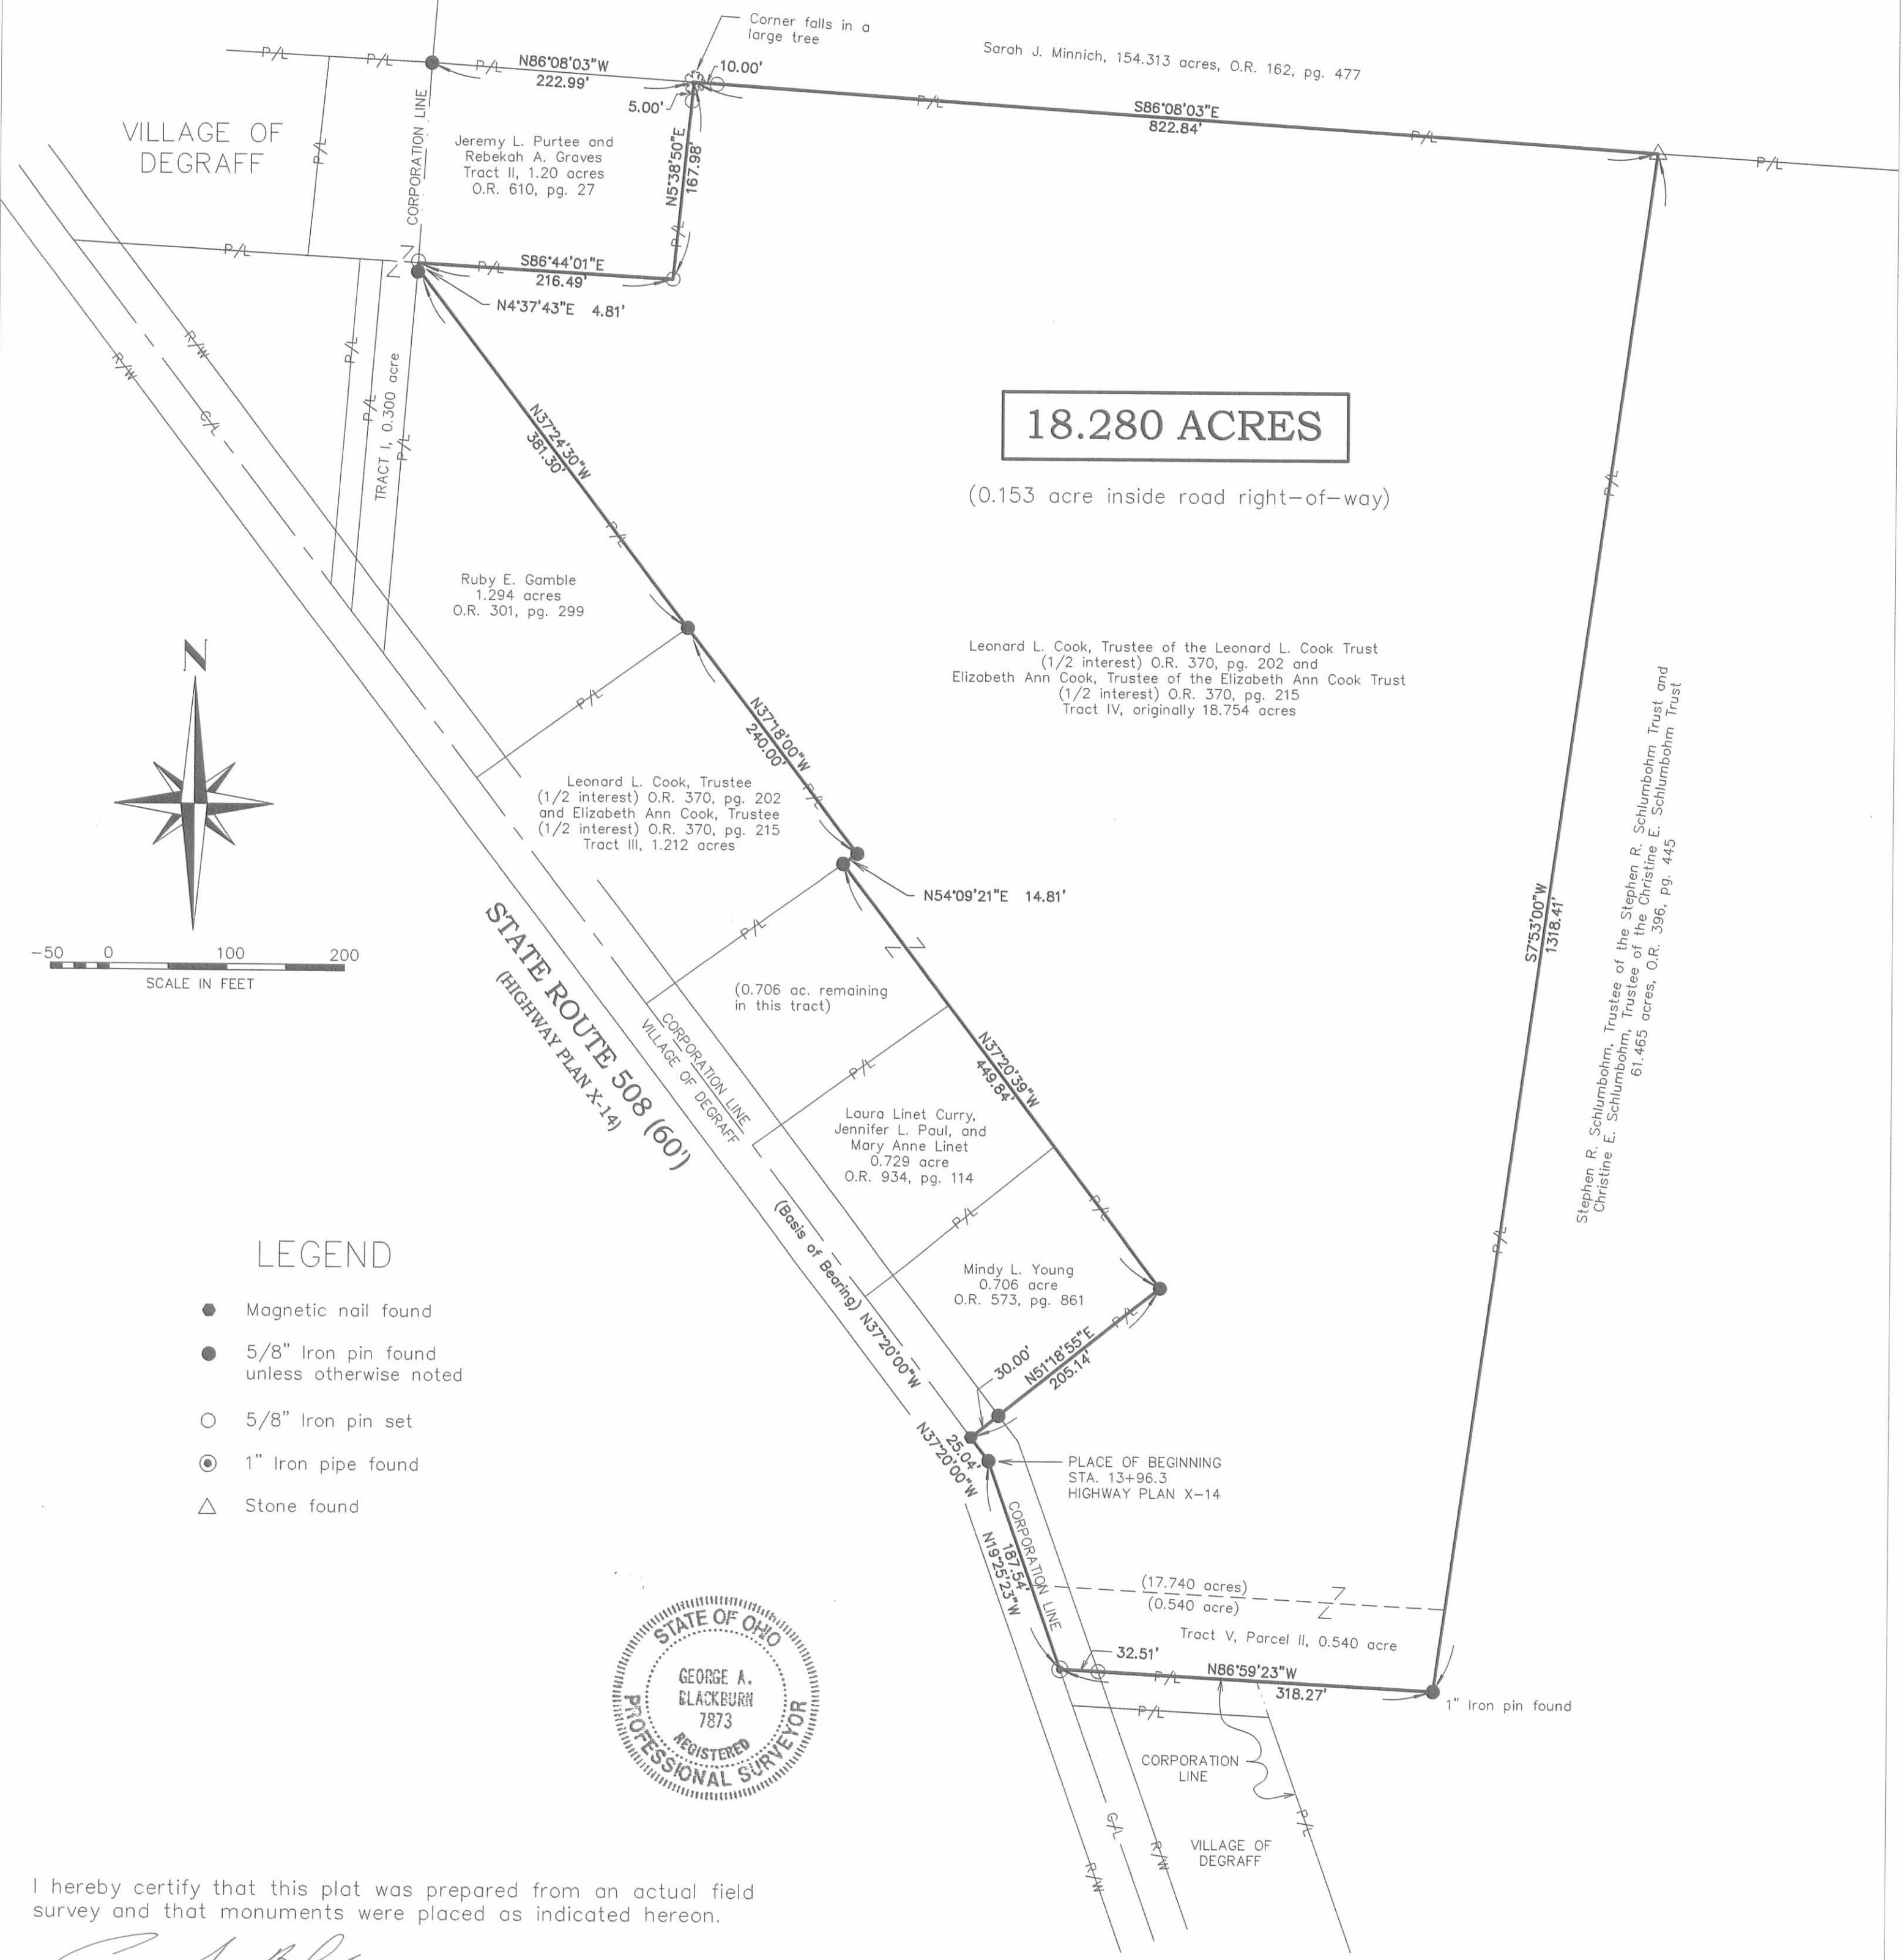 Corner falls in a
large tree
Sarah J. Minnich, 154.313 acres, O.R. 162, pg. 477
P/L
P/L
P/L
N86°08'03"W
222.99'
10.00'
5.00'
P/L
S86°08'03"E
822.84'
P/L
P/L
VILLAGE OF
DEGRAFF
P/L
CORPORATION LINE
Jeremy L. Purtee and
Rebekah A. Graves
Tract II, 1.20 acres
O.R. 610, pg. 27
N5°38'50"E
167.98'
P/L
P/L
P/L
S86°44'01"E
216.49'
N4°37'43"E 4.81'
R/W
R/W
C/L
P/L
P/L
TRACT I, 0.300 acre
P/L
N37°24'30"W
381.30'
P/L
18.280 ACRES
(0.153 acre inside road right-of-way)
P/L
Ruby E. Gamble
1.294 acres
O.R. 301, pg. 299
P/L
Leonard L. Cook, Trustee of the Leonard L. Cook Trust
(1/2 interest) O.R. 370, pg. 202 and
Elizabeth Ann Cook, Trustee of the Elizabeth Ann Cook Trust
(1/2 interest) O.R. 370, pg. 215
Tract IV, originally 18.754 acres
N
N37°18'00"W
240.00'
P/L
Leonard L. Cook, Trustee
(1/2 interest) O.R. 370, pg. 202
and Elizabeth Ann Cook, Trustee
(1/2 interest) O.R. 370, pg. 215
Tract III, 1.212 acres
N54°09'21"E 14.81'
S7°53'00"W
1318.41'
Stephen R. Schlumbohm, Trustee of the Stephen R. Schlumbohm Trust and
Christine E. Schlumbohm, Trustee of the Christine E. Schlumbohm Trust
61.465 acres, O.R. 396, pg. 445
-50 0 100 200
SCALE IN FEET
STATE ROUTE 508 (60')
(HIGHWAY PLAN X-14)
P/L
(0.706 ac. remaining
in this tract)
CORPORATION LINE
VILLAGE OF DEGRAFF
P/L
N37°20'39"W
449.84'
Laura Linet Curry,
Jennifer L. Paul, and
Mary Anne Linet
0.729 acre
O.R. 934, pg. 114
P/L
P/L
P/L
(Basis of Bearing) N37°20'00"W
Mindy L. Young
0.706 acre
O.R. 573, pg. 861
P/L
LEGEND
Magnetic nail found
5/8" Iron pin found
unless otherwise noted
5/8" Iron pin set
1" Iron pipe found
Stone found
30.00'
N51°18'55"E
205.14'
25.04'
N37°20'00"W
PLACE OF BEGINNING
STA. 13+96.3
HIGHWAY PLAN X-14
CORPORATION LINE
187.54'
N19°25'23"W
(17.740 acres)
(0.540 acre)
Tract V, Parcel II, 0.540 acre
32.51'
P/L
N86°59'23"W
318.27'
1" Iron pin found
P/L
CORPORATION
LINE
P/L
C/L
R/W
R/W
VILLAGE OF
DEGRAFF
STATE OF OHIO
GEORGE A.
BLACKBURN
7873
REGISTERED
PROFESSIONAL SURVEYOR
I hereby certify that this plat was prepared from an actual field
survey and that monuments were placed as indicated hereon.